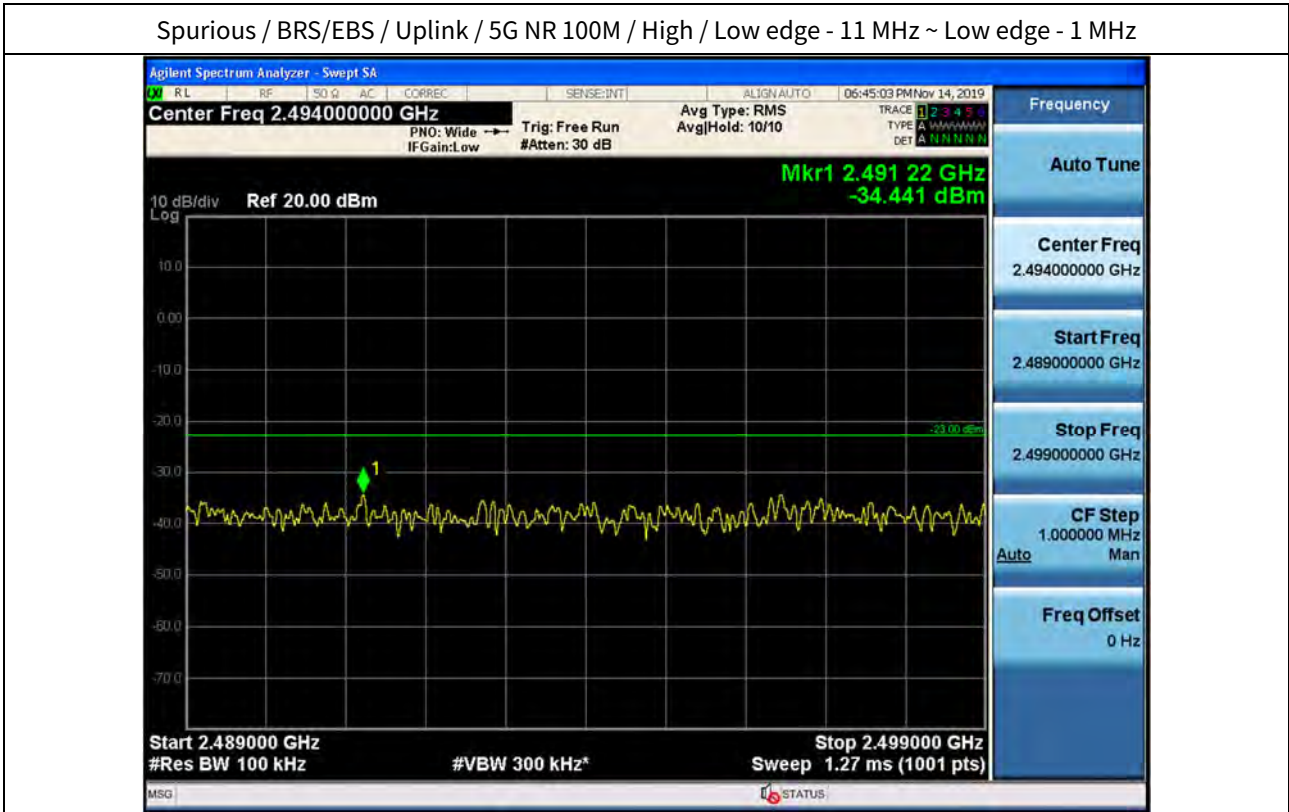 Spurious / BRS/EBS / Uplink / 5G NR 100M / High / Low edge - 11 MHz ~ Low edge - 1 MHz
Agilent Spectrum Analyzer - Swept SA
RL RF 50 Ω AC CORREC SENSE:INT ALIGN AUTO 06:45:03 PM Nov 14, 2019
Center Freq 2.494000000 GHz
PNO: Wide
IFGain:Low
Trig: Free Run
#Atten: 30 dB
Avg Type: RMS
Avg|Hold: 10/10
TRACE 1 2 3 4 5 6
TYPE A WWWWW
DET A N N N N N
Mkr1 2.491 22 GHz
-34.441 dBm
10 dB/div Ref 20.00 dBm
Log
10.0
0.00
-10.0
-20.0
-23.00 dBm
-30.0
1
-40.0
-50.0
-60.0
-70.0
Start 2.489000 GHz Stop 2.499000 GHz
#Res BW 100 kHz #VBW 300 kHz* Sweep 1.27 ms (1001 pts)
MSG STATUS
Frequency
Auto Tune
Center Freq
2.494000000 GHz
Start Freq
2.489000000 GHz
Stop Freq
2.499000000 GHz
CF Step
1.000000 MHz
Auto Man
Freq Offset
0 Hz